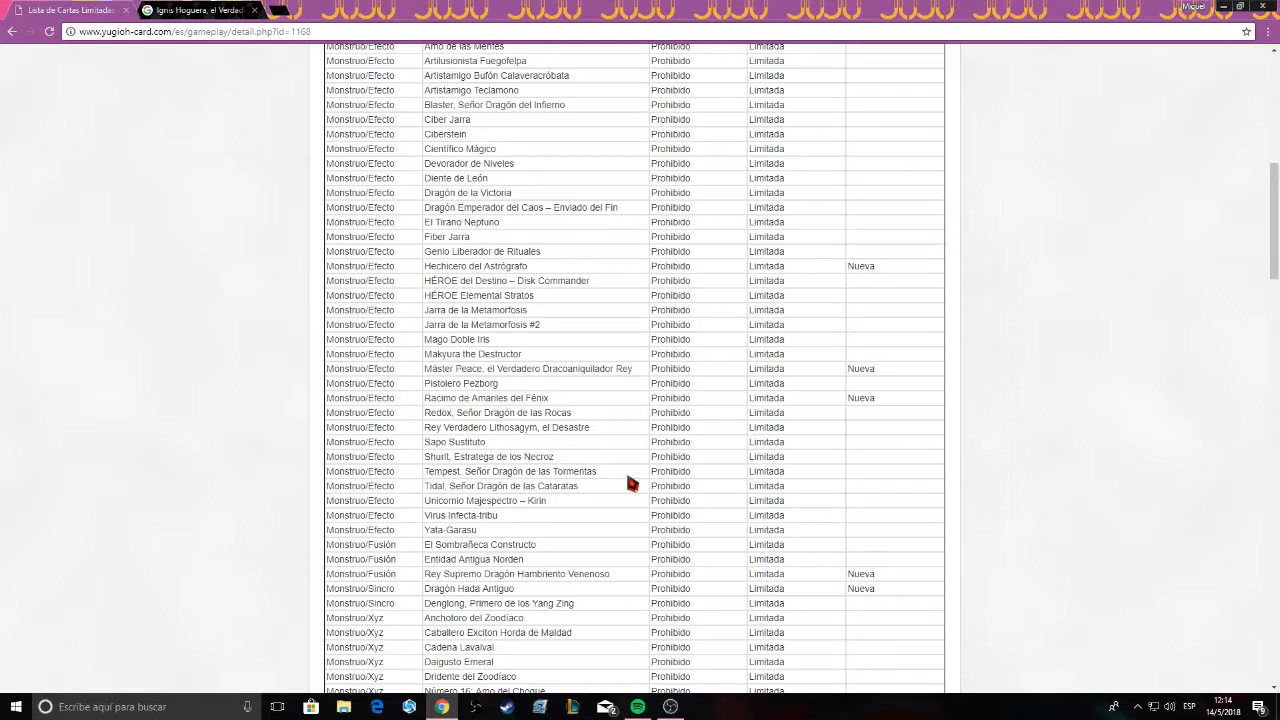 Lista de Cartas Limitadas
Ignis Hoguera, el Verdad
Miguel
www.yugioh-card.com/es/gameplay/detail.php?id=1168
Monstruo/Efecto Amo de las Mentes Prohibido Limitada
Monstruo/Efecto Artilusionista Fuegofelpa Prohibido Limitada
Monstruo/Efecto Artistamigo Bufón Calaveracróbata Prohibido Limitada
Monstruo/Efecto Artistamigo Teclamono Prohibido Limitada
Monstruo/Efecto Blaster, Señor Dragón del Infierno Prohibido Limitada
Monstruo/Efecto Ciber Jarra Prohibido Limitada
Monstruo/Efecto Ciberstein Prohibido Limitada
Monstruo/Efecto Científico Mágico Prohibido Limitada
Monstruo/Efecto Devorador de Niveles Prohibido Limitada
Monstruo/Efecto Diente de León Prohibido Limitada
Monstruo/Efecto Dragón de la Victoria Prohibido Limitada
Monstruo/Efecto Dragón Emperador del Caos – Enviado del Fin Prohibido Limitada
Monstruo/Efecto El Tirano Neptuno Prohibido Limitada
Monstruo/Efecto Fiber Jarra Prohibido Limitada
Monstruo/Efecto Genio Liberador de Rituales Prohibido Limitada
Monstruo/Efecto Hechicero del Astrógrafo Prohibido Limitada Nueva
Monstruo/Efecto HÉROE del Destino – Disk Commander Prohibido Limitada
Monstruo/Efecto HÉROE Elemental Stratos Prohibido Limitada
Monstruo/Efecto Jarra de la Metamorfosis Prohibido Limitada
Monstruo/Efecto Jarra de la Metamorfosis #2 Prohibido Limitada
Monstruo/Efecto Mago Doble Iris Prohibido Limitada
Monstruo/Efecto Makyura the Destructor Prohibido Limitada
Monstruo/Efecto Máster Peace, el Verdadero Dracoaniquilador Rey Prohibido Limitada Nueva
Monstruo/Efecto Pistolero Pezborg Prohibido Limitada
Monstruo/Efecto Racimo de Amariles del Fénix Prohibido Limitada Nueva
Monstruo/Efecto Redox, Señor Dragón de las Rocas Prohibido Limitada
Monstruo/Efecto Rey Verdadero Lithosagym, el Desastre Prohibido Limitada
Monstruo/Efecto Sapo Sustituto Prohibido Limitada
Monstruo/Efecto Shurit, Estratega de los Necroz Prohibido Limitada
Monstruo/Efecto Tempest, Señor Dragón de las Tormentas Prohibido Limitada
Monstruo/Efecto Tidal, Señor Dragón de las Cataratas Prohibido Limitada
Monstruo/Efecto Unicornio Majespectro – Kirin Prohibido Limitada
Monstruo/Efecto Virus Infecta-tribu Prohibido Limitada
Monstruo/Efecto Yata-Garasu Prohibido Limitada
Monstruo/Fusión El Sombrañeca Constructo Prohibido Limitada
Monstruo/Fusión Entidad Antigua Norden Prohibido Limitada
Monstruo/Fusión Rey Supremo Dragón Hambriento Venenoso Prohibido Limitada Nueva
Monstruo/Sincro Dragón Hada Antiguo Prohibido Limitada Nueva
Monstruo/Sincro Denglong, Primero de los Yang Zing Prohibido Limitada
Monstruo/Xyz Anchotoro del Zoodíaco Prohibido Limitada
Monstruo/Xyz Caballero Exciton Horda de Maldad Prohibido Limitada
Monstruo/Xyz Cadena Lavalval Prohibido Limitada
Monstruo/Xyz Daigusto Emeral Prohibido Limitada
Monstruo/Xyz Dridente del Zoodíaco Prohibido Limitada
Monstruo/Xyz Número 16: Amo del Choque Prohibido Limitada
Escribe aquí para buscar
2
ESP
12:14
14/5/2018